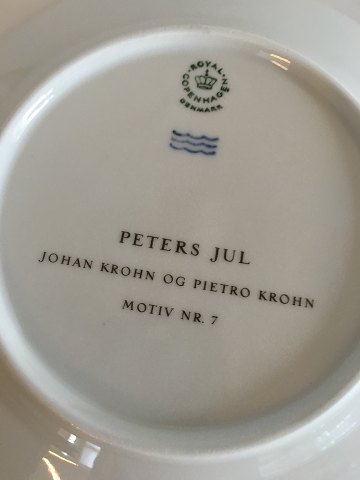 ROYAL
COPENHAGEN
DENMARK
PETERS JUL
JOHAN KROHN OG PIETRO KROHN
MOTIV NR. 7